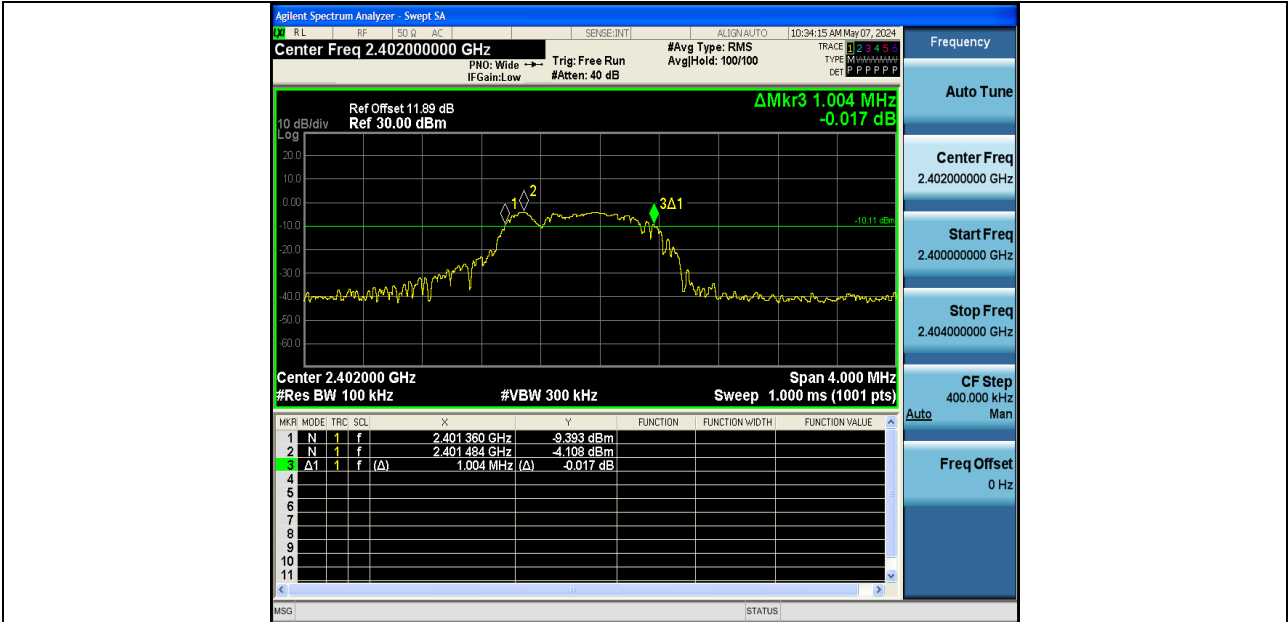 Agilent Spectrum Analyzer - Swept SA
LXI RL RF 50 Ω AC SENSE:INT ALIGN AUTO 10:34:15 AM May 07, 2024
Center Freq 2.402000000 GHz
PNO: Wide
IFGain:Low
Trig: Free Run
#Atten: 40 dB
#Avg Type: RMS
Avg|Hold: 100/100
TRACE 1 2 3 4 5 6
TYPE M
DET P P P P P P
ΔMkr3 1.004 MHz
-0.017 dB
Ref Offset 11.89 dB
10 dB/div Ref 30.00 dBm
Log
20.0
10.0
0.00
-10.0
-20.0
-30.0
-40.0
-50.0
-60.0
1
2
3Δ1
-10.11 dBm
Center 2.402000 GHz Span 4.000 MHz
#Res BW 100 kHz #VBW 300 kHz Sweep 1.000 ms (1001 pts)
MKR MODE TRC SCL X Y FUNCTION FUNCTION WIDTH FUNCTION VALUE
1 N 1 f 2.401 360 GHz -9.393 dBm
2 N 1 f 2.401 484 GHz -4.108 dBm
3 Δ1 1 f (Δ) 1.004 MHz (Δ) -0.017 dB
4
5
6
7
8
9
10
11
MSG STATUS
Frequency
Auto Tune
Center Freq
2.402000000 GHz
Start Freq
2.400000000 GHz
Stop Freq
2.404000000 GHz
CF Step
400.000 kHz
Auto Man
Freq Offset
0 Hz